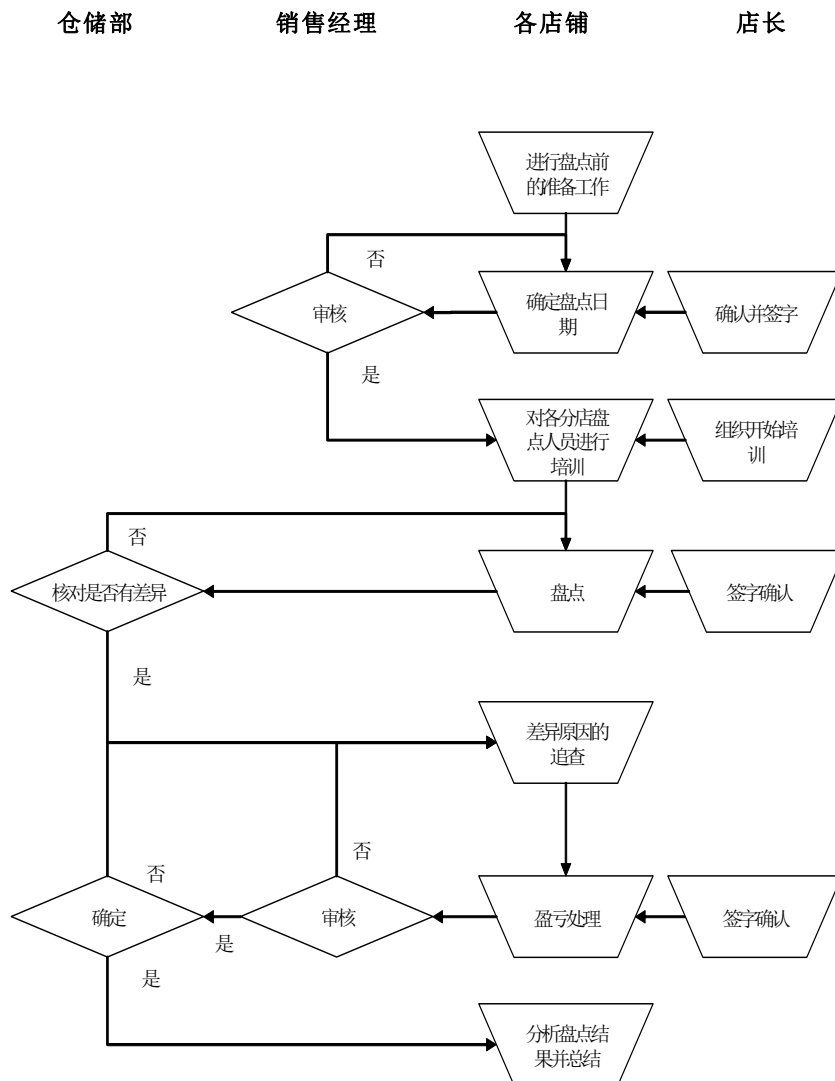 仓储部 销售经理 各店铺 店长
进行盘点前
的准备工作
否
审核
确定盘点日
期
确认并签字
是
对各分店盘
点人员进行
培训
组织开始培
训
否
核对是否有差异
盘点
签字确认
是
差异原因的
追查
否
否
确定
审核
盈亏处理
签字确认
是
是
分析盘点结
果并总结